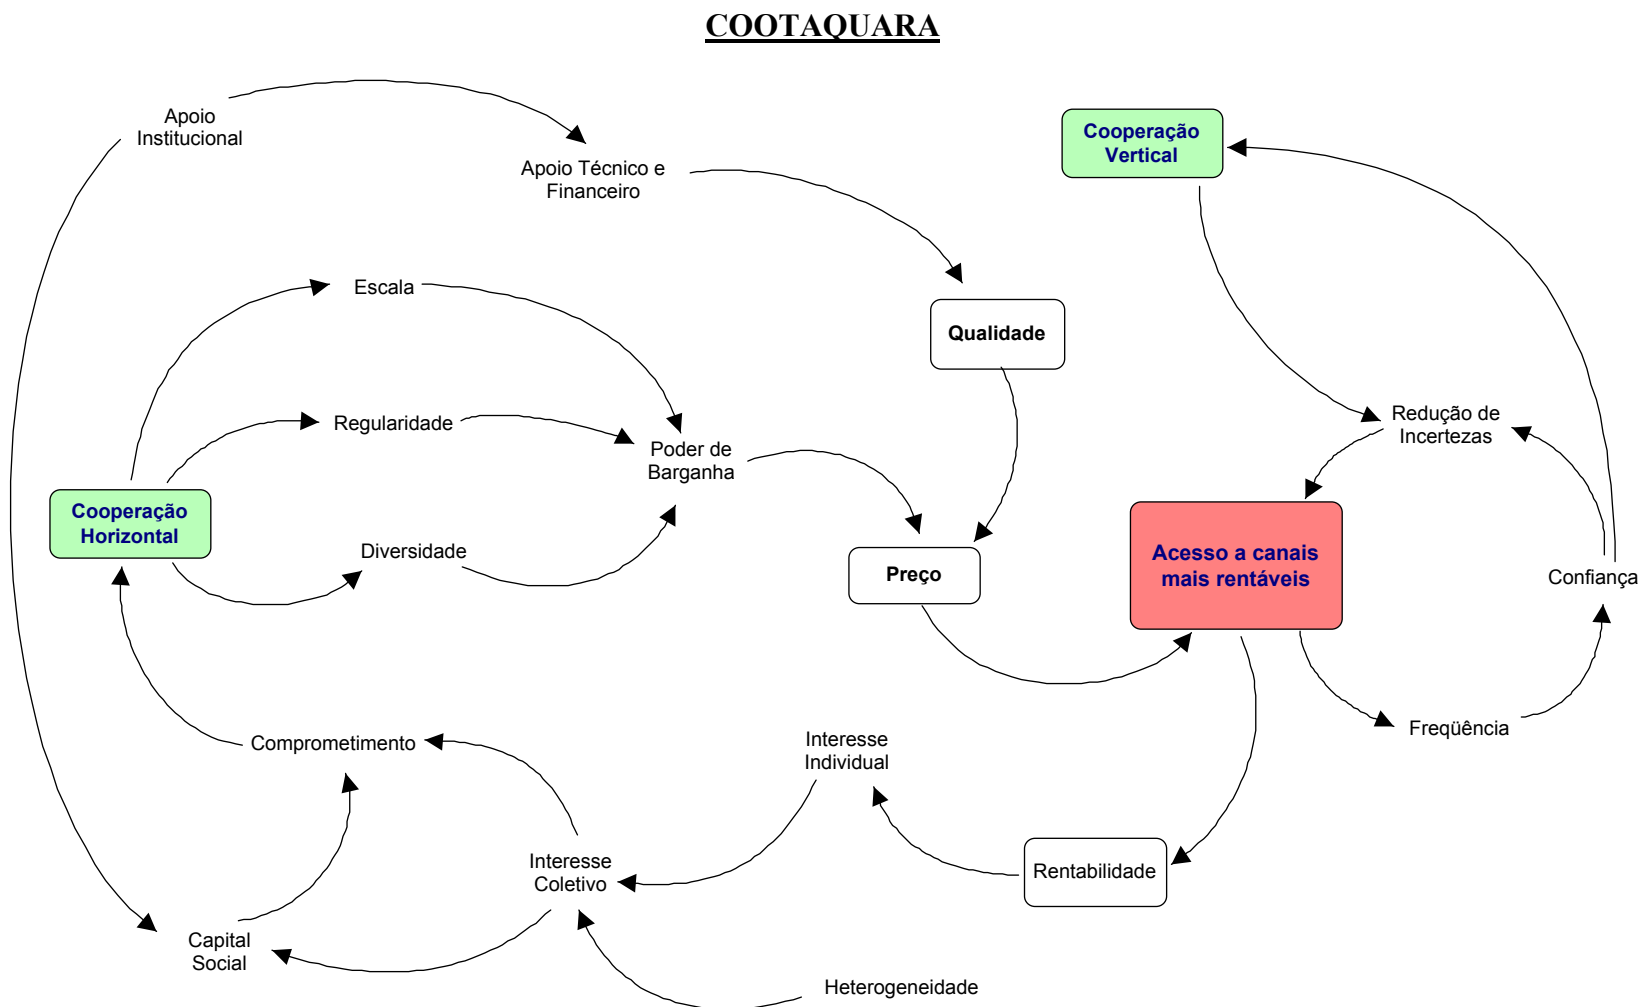 COOTAQUARA
Apoio
Institucional
Apoio Técnico e
Financeiro
Cooperação
Vertical
Escala
Qualidade
Regularidade
Poder de
Barganha
Redução de
Incertezas
Cooperação
Horizontal
Diversidade
Preço
Acesso a canais
mais rentáveis
Confiança
Comprometimento
Interesse
Individual
Freqüência
Interesse
Coletivo
Rentabilidade
Capital
Social
Heterogeneidade